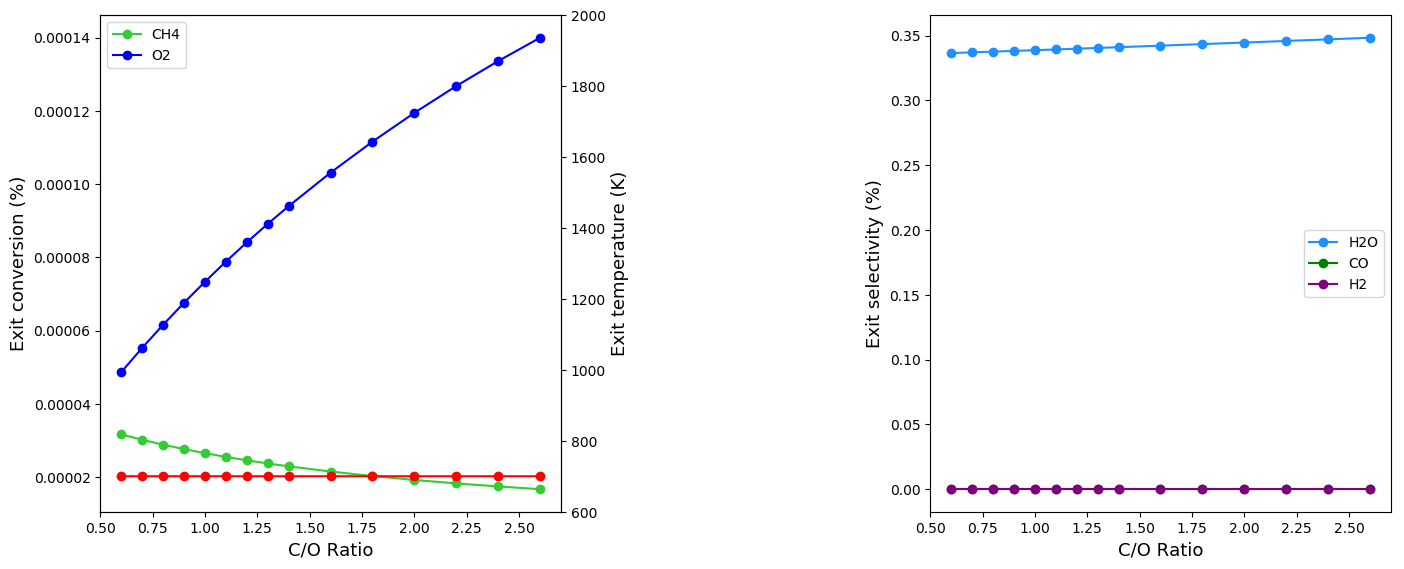 CH4
O2
Exit conversion (%)
0.00014
0.00012
0.00010
0.00008
0.00006
0.00004
0.00002
2000
1800
1600
1400
1200
1000
800
600
Exit temperature (K)
0.50 0.75 1.00 1.25 1.50 1.75 2.00 2.25 2.50
C/O Ratio
Exit selectivity (%)
0.35
0.30
0.25
0.20
0.15
0.10
0.05
0.00
H2O
CO
H2
0.50 0.75 1.00 1.25 1.50 1.75 2.00 2.25 2.50
C/O Ratio